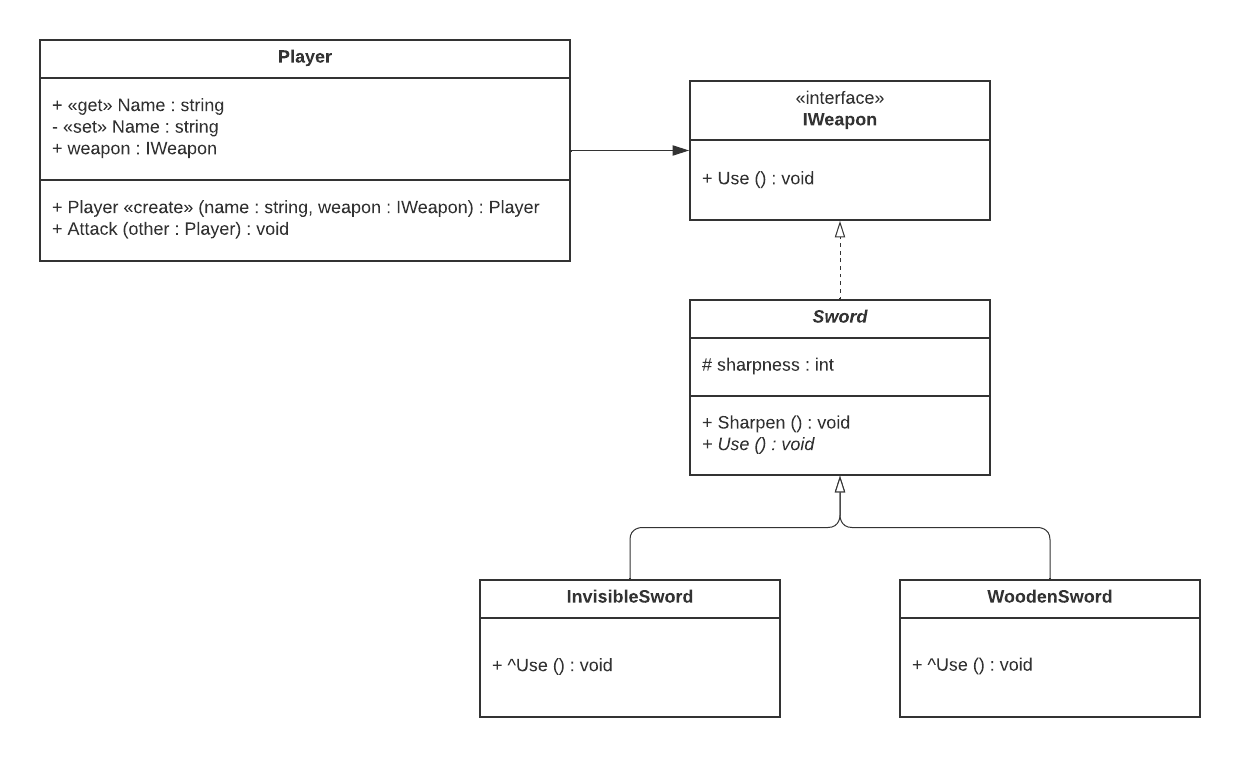 Player
+ «get» Name : string
- «set» Name : string
+ weapon : IWeapon
+ Player «create» (name : string, weapon : IWeapon) : Player
+ Attack (other : Player) : void
«interface»
IWeapon
+ Use () : void
Sword
# sharpness : int
+ Sharpen () : void
+ Use () : void
InvisibleSword
+ ^Use () : void
WoodenSword
+ ^Use () : void